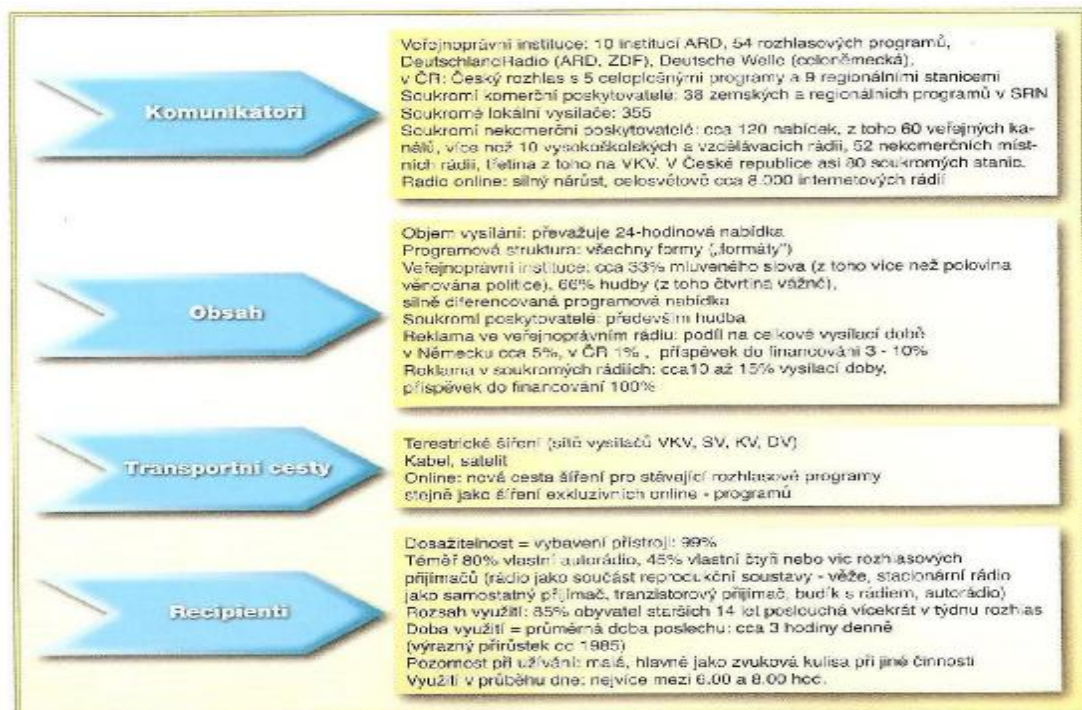 Komunikátoři
Veřejnoprávní instituce: 10 institucí ARD, 54 rozhlasových programů,
DeutschlandRadio (ARD, ZDF), Deutsche Welle (celoněmecká),
v ČR: Český rozhlas s 5 celoplošnými programy a 9 regionálními stanicemi
Soukromí komerční poskytovatelé: 38 zemských a regionálních programů v SRN
Soukromé lokální vysílače: 355
Soukromí nekomerční poskytovatelé: cca 120 nabídek, z toho 60 veřejných ka-
nálů, více než 10 vysokoškolských a vzdělávacích rádií, 52 nekomerčních míst-
ních rádií, třetina z toho na VKV. V České republice asi 80 soukromých stanic.
Radio online: silný nárůst, celosvětově cca 8.000 internetových rádií
Obsah
Objem vysílání: převažuje 24-hodinová nabídka
Programová struktura: všechny formy („formáty")
Veřejnoprávní instituce: cca 33% mluveného slova (z toho více než polovina
věnována politice), 66% hudby (z toho čtvrtina vážné),
silně diferencovaná programová nabídka
Soukromí poskytovatelé: především hudba
Reklama ve veřejnoprávním rádiu: podíl na celkové vysílací době
v Německu cca 5%, v ČR 1% , příspěvek do financování 3 - 10%
Reklama v soukromých rádiích: cca10 až 15% vysílací doby,
příspěvek do financování 100%
Transportní cesty
Terestrické šíření (sítě vysílačů VKV, SV, KV, DV)
Kabel, satelit
Online: nová cesta šíření pro stávající rozhlasové programy
stejně jako šíření exkluzivních online - programů
Recipienti
Dosažitelnost = vybavení přístroji: 99%
Téměř 80% vlastní autorádio, 45% vlastní čtyři nebo víc rozhlasových
přijímačů (rádio jako součást reprodukční soustavy - věže, stacionární rádio
jako samostatný přijímač, tranzistorový přijímač, budík s rádiem, autorádio)
Rozsah využití: 85% obyvatel starších 14 let poslouchá vícekrát v týdnu rozhlas
Doba využití = průměrná doba poslechu: cca 3 hodiny denně
(výrazný přírůstek od 1985)
Pozornost při užívání: malá, hlavně jako zvuková kulisa při jiné činnosti
Využití v průběhu dne: nejvíce mezi 6.00 a 8.00 hod.